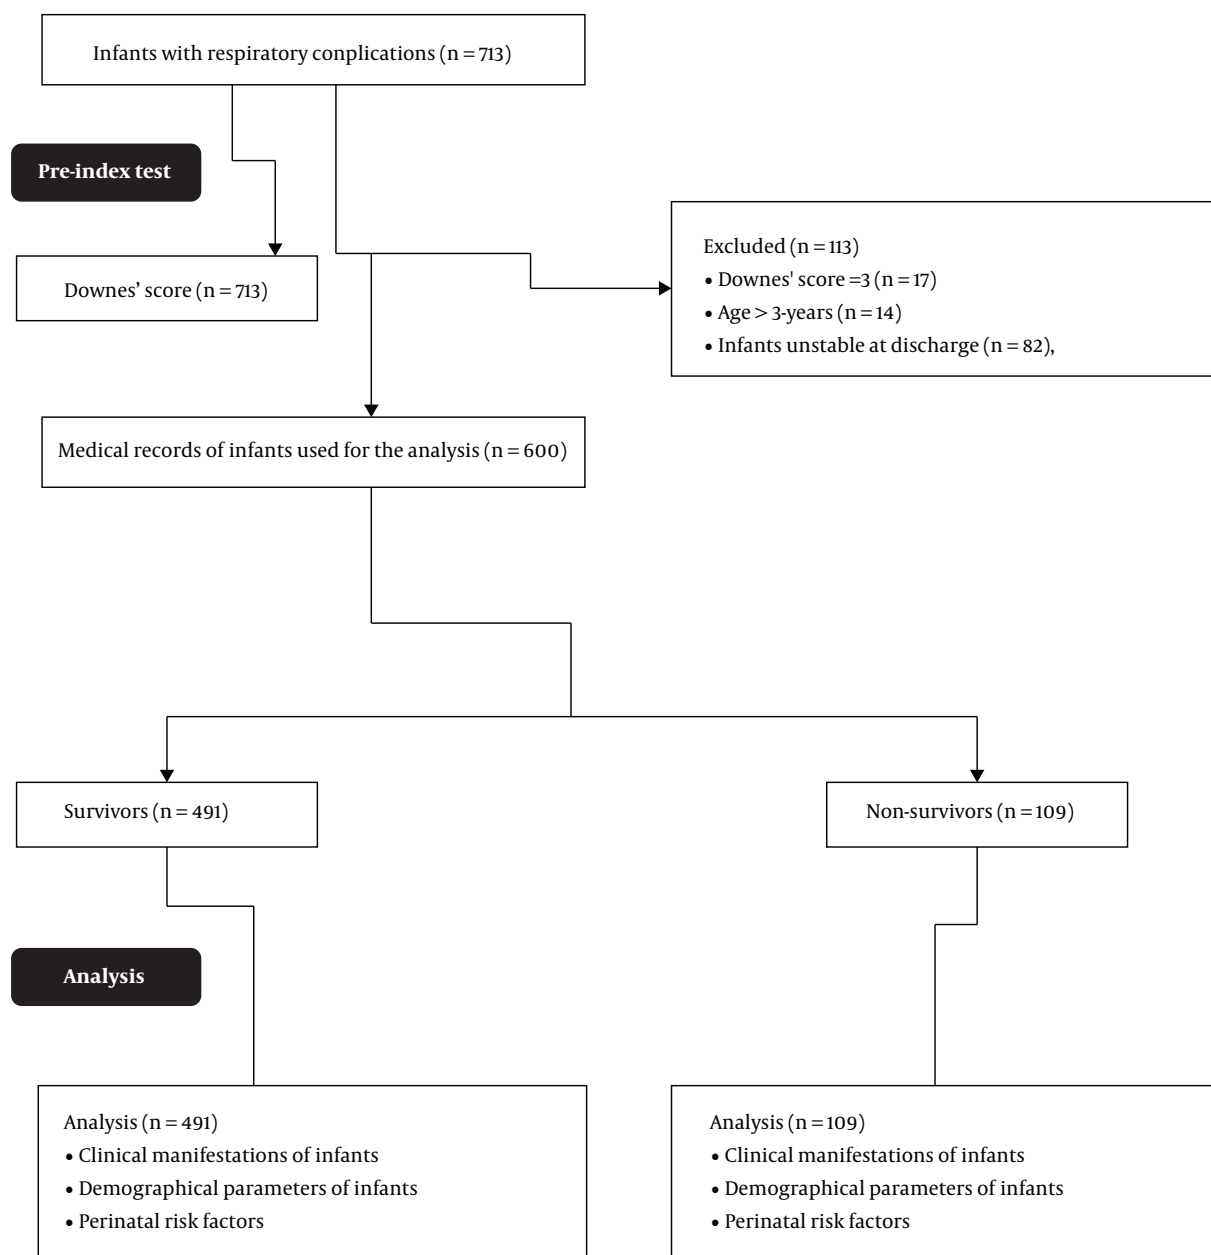 Infants with respiratory conplications (n = 713)
Pre-index test
Downes’ score (n = 713)
Excluded (n = 113)
• Downes' score =3 (n = 17)
• Age > 3-years (n = 14)
• Infants unstable at discharge (n = 82),
Medical records of infants used for the analysis (n = 600)
Survivors (n = 491)
Non-survivors (n = 109)
Analysis
Analysis (n = 491)
• Clinical manifestations of infants
• Demographical parameters of infants
• Perinatal risk factors
Analysis (n = 109)
• Clinical manifestations of infants
• Demographical parameters of infants
• Perinatal risk factors